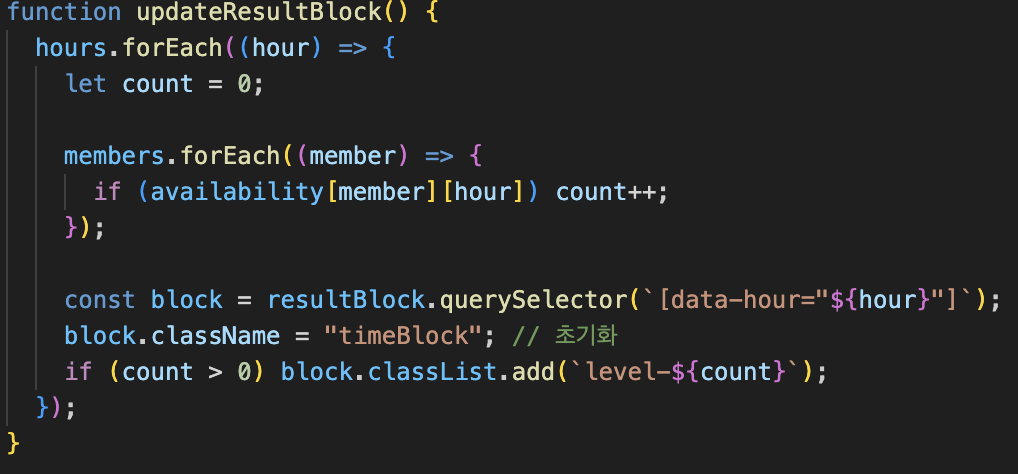 function updateResultBlock() {
hours.forEach((hour) => {
let count = 0;
members.forEach((member) => {
if (availability[member][hour]) count++;
});
const block = resultBlock.querySelector(`[data-hour="${hour}"]`);
block.className = "timeBlock"; // 초기화
if (count > 0) block.classList.add(`level-${count}`);
});
}